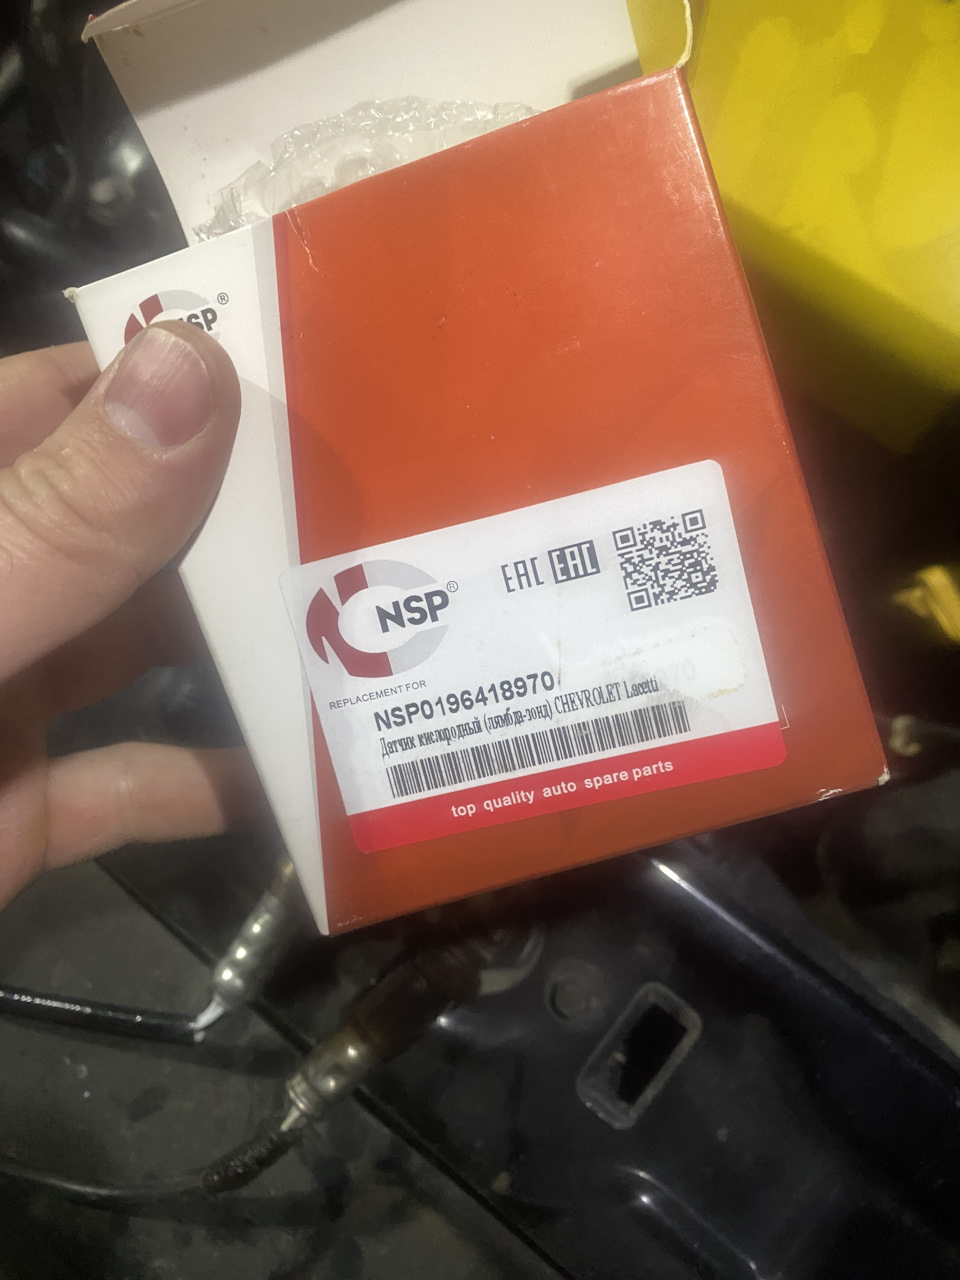 NSP®
EAC EAC
NSP®
REPLACEMENT FOR
NSP0196418970
Датчик кислородный (лямбда-зонд) CHEVROLET Lacetti
top quality auto spare parts